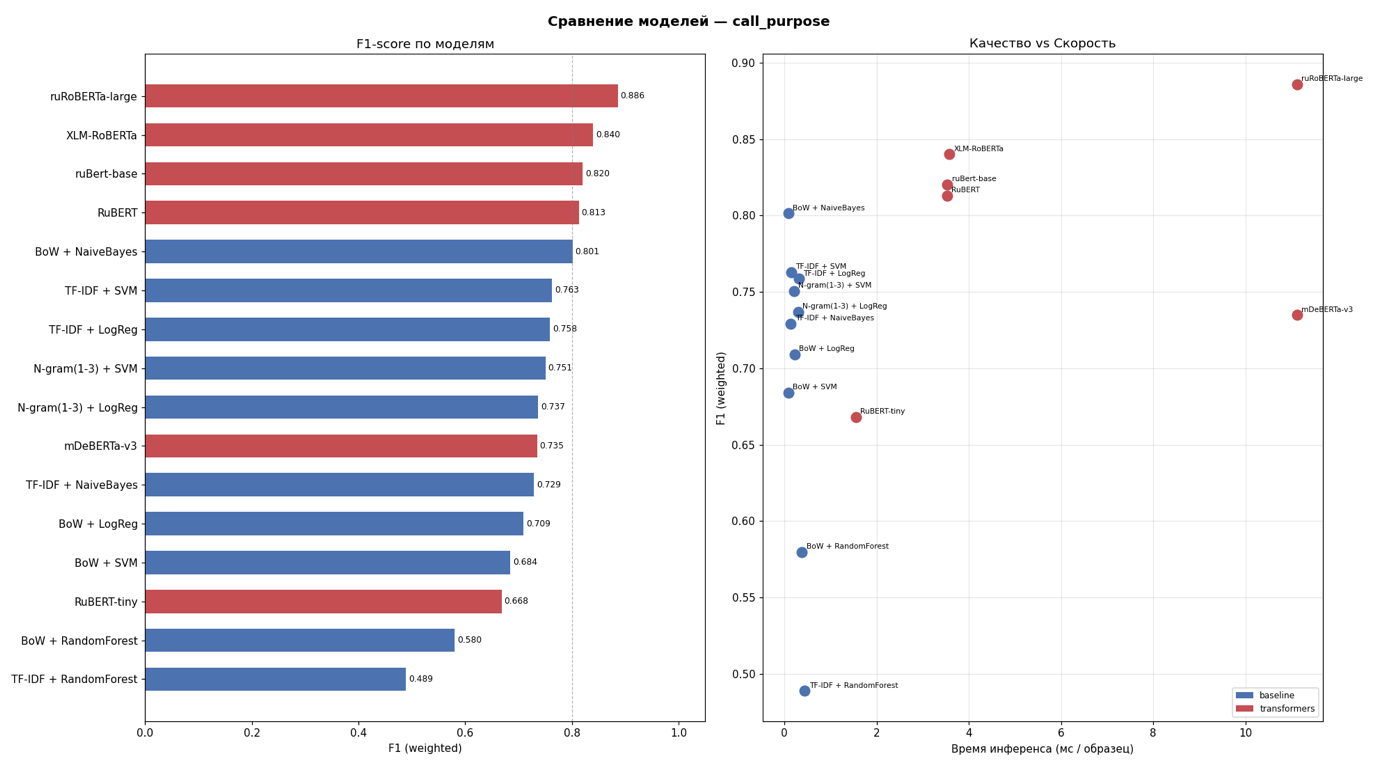 Сравнение моделей — call_purpose
F1-score по моделям
ruRoBERTa-large
0.886
XLM-RoBERTa
0.840
ruBert-base
0.820
RuBERT
0.813
BoW + NaiveBayes
0.801
TF-IDF + SVM
0.763
TF-IDF + LogReg
0.758
N-gram(1-3) + SVM
0.751
N-gram(1-3) + LogReg
0.737
mDeBERTa-v3
0.735
TF-IDF + NaiveBayes
0.729
BoW + LogReg
0.709
BoW + SVM
0.684
RuBERT-tiny
0.668
BoW + RandomForest
0.580
TF-IDF + RandomForest
0.489
0.0 0.2 0.4 0.6 0.8 1.0
F1 (weighted)
Качество vs Скорость
F1 (weighted)
0.90
0.85
0.80
0.75
0.70
0.65
0.60
0.55
0.50
ruRoBERTa-large
XLM-RoBERTa
ruBert-base
RuBERT
BoW + NaiveBayes
TF-IDF + SVM
TF-IDF + LogReg
N-gram(1-3) + SVM
N-gram(1-3) + LogReg
mDeBERTa-v3
TF-IDF + NaiveBayes
BoW + LogReg
BoW + SVM
RuBERT-tiny
BoW + RandomForest
TF-IDF + RandomForest
baseline
transformers
0 2 4 6 8 10
Время инференса (мс / образец)